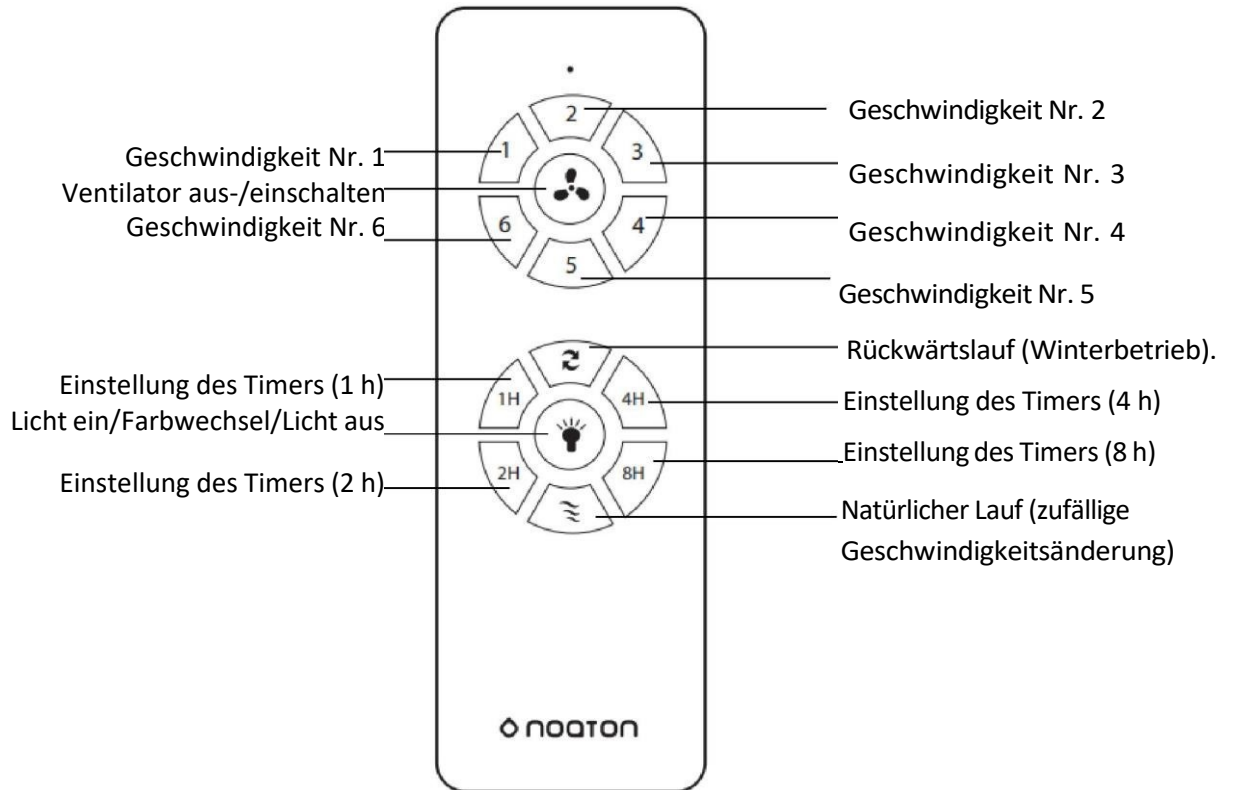 Geschwindigkeit Nr. 1
Ventilator aus-/einschalten
Geschwindigkeit Nr. 6
Einstellung des Timers (1 h)
Licht ein/Farbwechsel/Licht aus
Einstellung des Timers (2 h)
2
1
3
6
4
5
1H
4H
2H
8H
noaton
Geschwindigkeit Nr. 2
Geschwindigkeit Nr. 3
Geschwindigkeit Nr. 4
Geschwindigkeit Nr. 5
Rückwärtslauf (Winterbetrieb).
Einstellung des Timers (4 h)
Einstellung des Timers (8 h)
Natürlicher Lauf (zufällige
Geschwindigkeitsänderung)